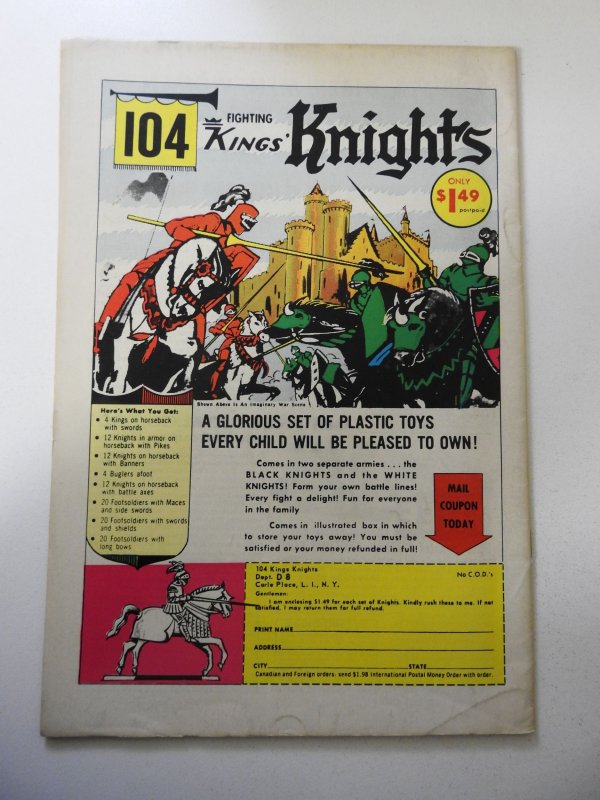 104
FIGHTING
KINGS' Knights
ONLY
$1.49
postpaid
Shown Above Is An Imaginary War Scene
Here's What You Get:
• 4 Kings on horseback
with swords
• 12 Knights in armor on
horseback with Pikes
• 12 Knights on horseback
with Banners
• 4 Buglers afoot
• 12 Knights on horseback
with battle axes
• 20 Footsoldiers with Maces
and side swords
• 20 Footsoldiers with swords
and shields
• 20 Footsoldiers with
long bows
A GLORIOUS SET OF PLASTIC TOYS
EVERY CHILD WILL BE PLEASED TO OWN!
Comes in two separate armies . . . the
BLACK KNIGHTS and the WHITE
KNIGHTS! Form your own battle lines!
Every fight a delight! Fun for everyone
in the family
Comes in illustrated box in which
to store your toys away! You must be
satisfied or your money refunded in full!
MAIL
COUPON
TODAY
104 Kings Knights
Dept. D 8
Carle Place, L. I., N. Y.
No C.O.D.'s
Gentlemen:
I am enclosing $1.49 for each set of Knights. Kindly rush these to me. If not
satisfied, I may return them for full refund.
PRINT NAME
ADDRESS
CITY STATE
Canadian and Foreign orders: send $1.98 International Postal Money Order with order.